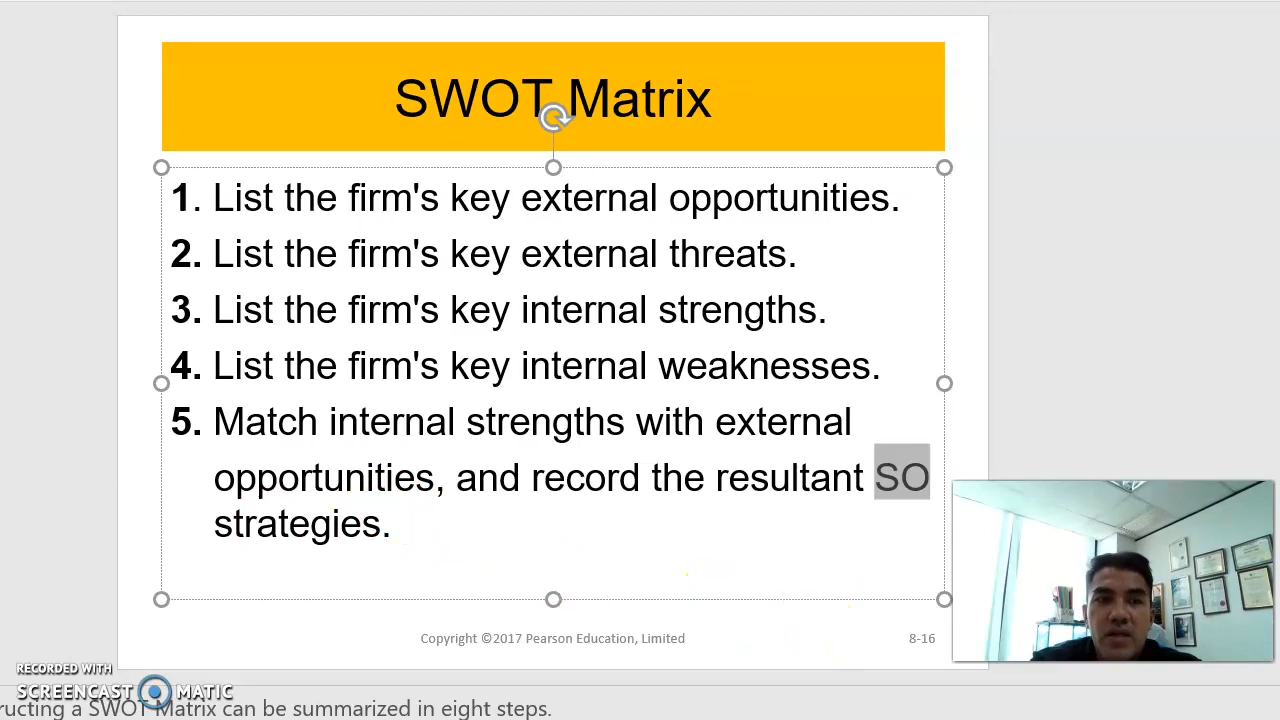 SWOT Matrix
1. List the firm's key external opportunities.
2. List the firm's key external threats.
3. List the firm's key internal strengths.
4. List the firm's key internal weaknesses.
5. Match internal strengths with external
opportunities, and record the resultant SO
strategies.
Copyright ©2017 Pearson Education, Limited
8-16
RECORDED WITH
SCREENCAST MATIC
ructing a SWOT Matrix can be summarized in eight steps.